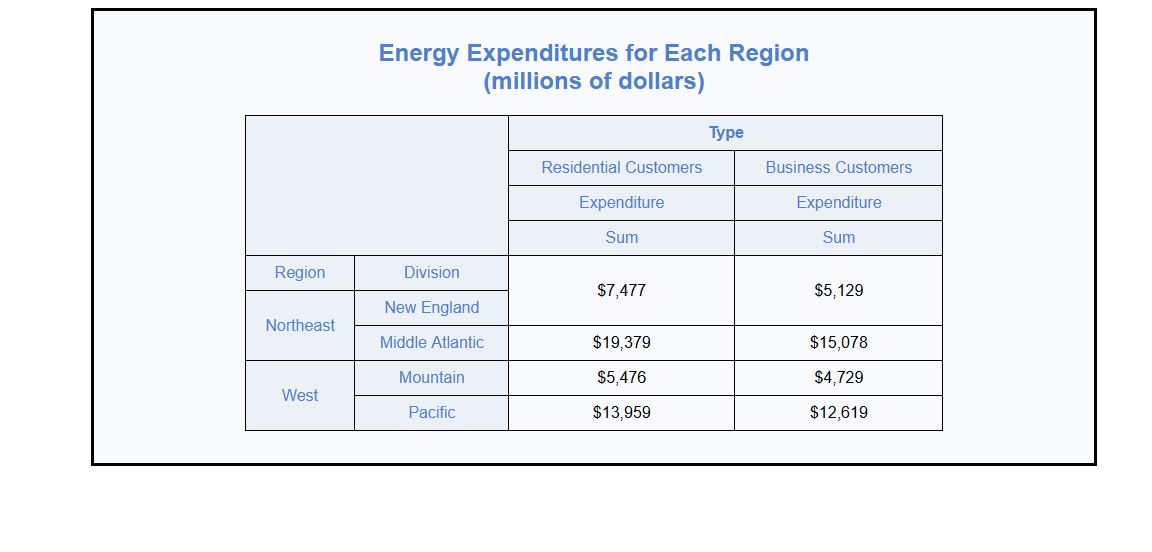 Energy Expenditures for Each Region
(millions of dollars)
Type
Residential Customers Business Customers
Expenditure Expenditure
Sum Sum
Region Division
$7,477 $5,129
Northeast New England
Middle Atlantic $19,379 $15,078
West Mountain $5,476 $4,729
Pacific $13,959 $12,619